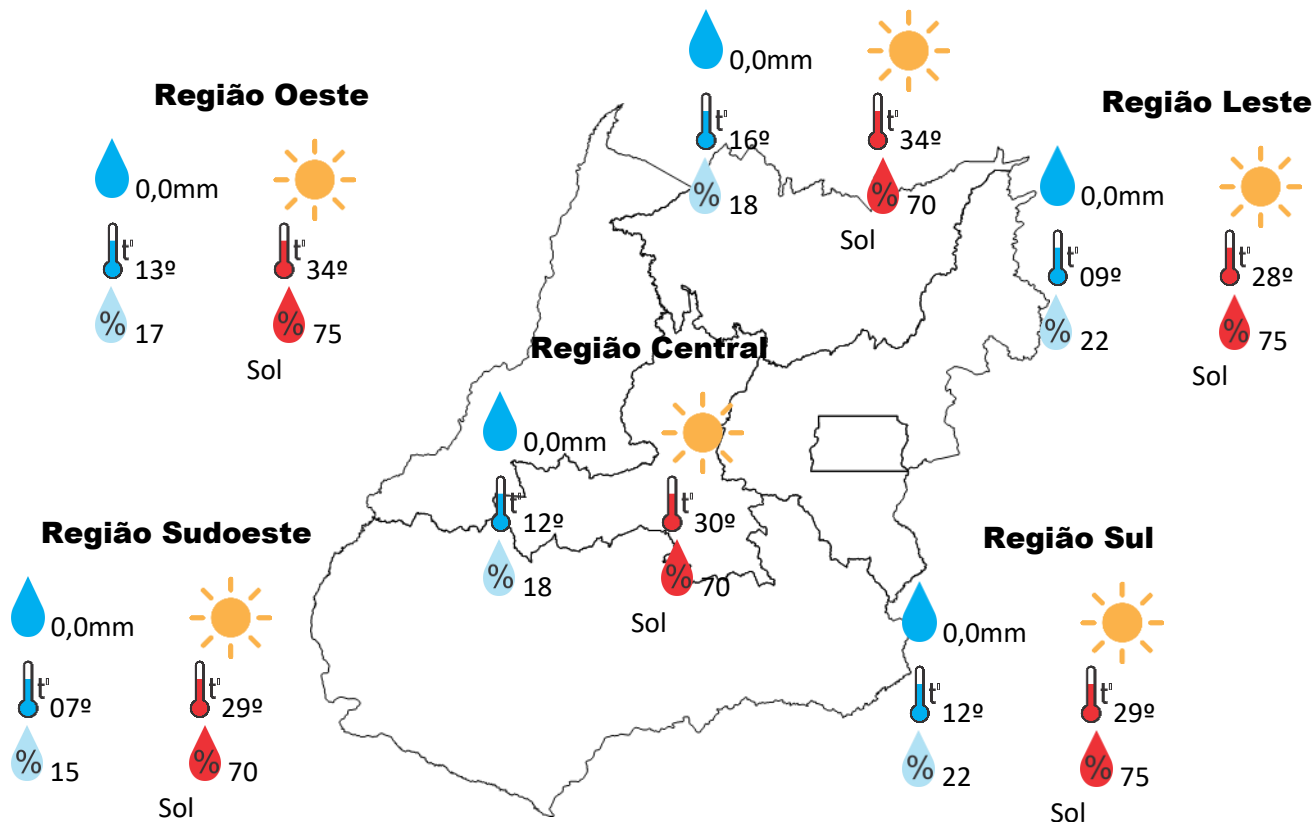 0,0mm
t° 16º
t° 34º
% 18
% 70
Sol
Região Oeste
0,0mm
t° 13º
t° 34º
% 17
% 75
Sol
Região Leste
0,0mm
t° 09º
t° 28º
% 22
% 75
Sol
Região Central
0,0mm
t° 12º
t° 30º
% 18
% 70
Sol
Região Sudoeste
0,0mm
t° 07º
t° 29º
% 15
% 70
Sol
Região Sul
0,0mm
t° 12º
t° 29º
% 22
% 75
Sol